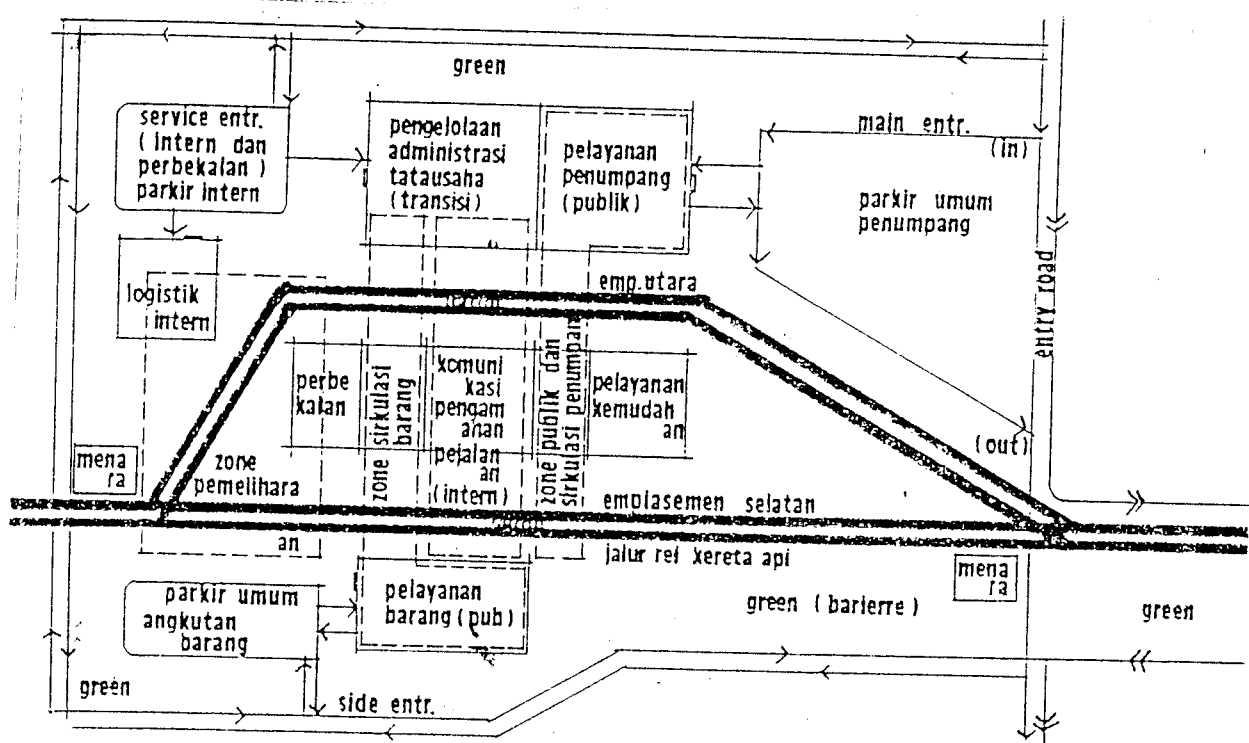 green
service entr.
(intern dan
perbekalan)
parkir intern
pengelolaan
administrasi
tatausaha
(transisi)
pelayanan
penumpang
(publik)
main entr.
(in)
parkir umum
penumpang
entry road
logistik
intern
emp.utara
perbe
kalan
zone sirkulasi
barang
komuni
kasi
pengam
anan
pejalan
an
(intern)
zone publik dan
sirkulasi penumpan
pelayanan
kemudah
an
(out)
mena
ra
zone
pemelihara
an
emplasemen selatan
jalur rel kereta api
mena
ra
parkir umum
angkutan
barang
pelayanan
barang (pub)
green (barierre)
green
green
side entr.